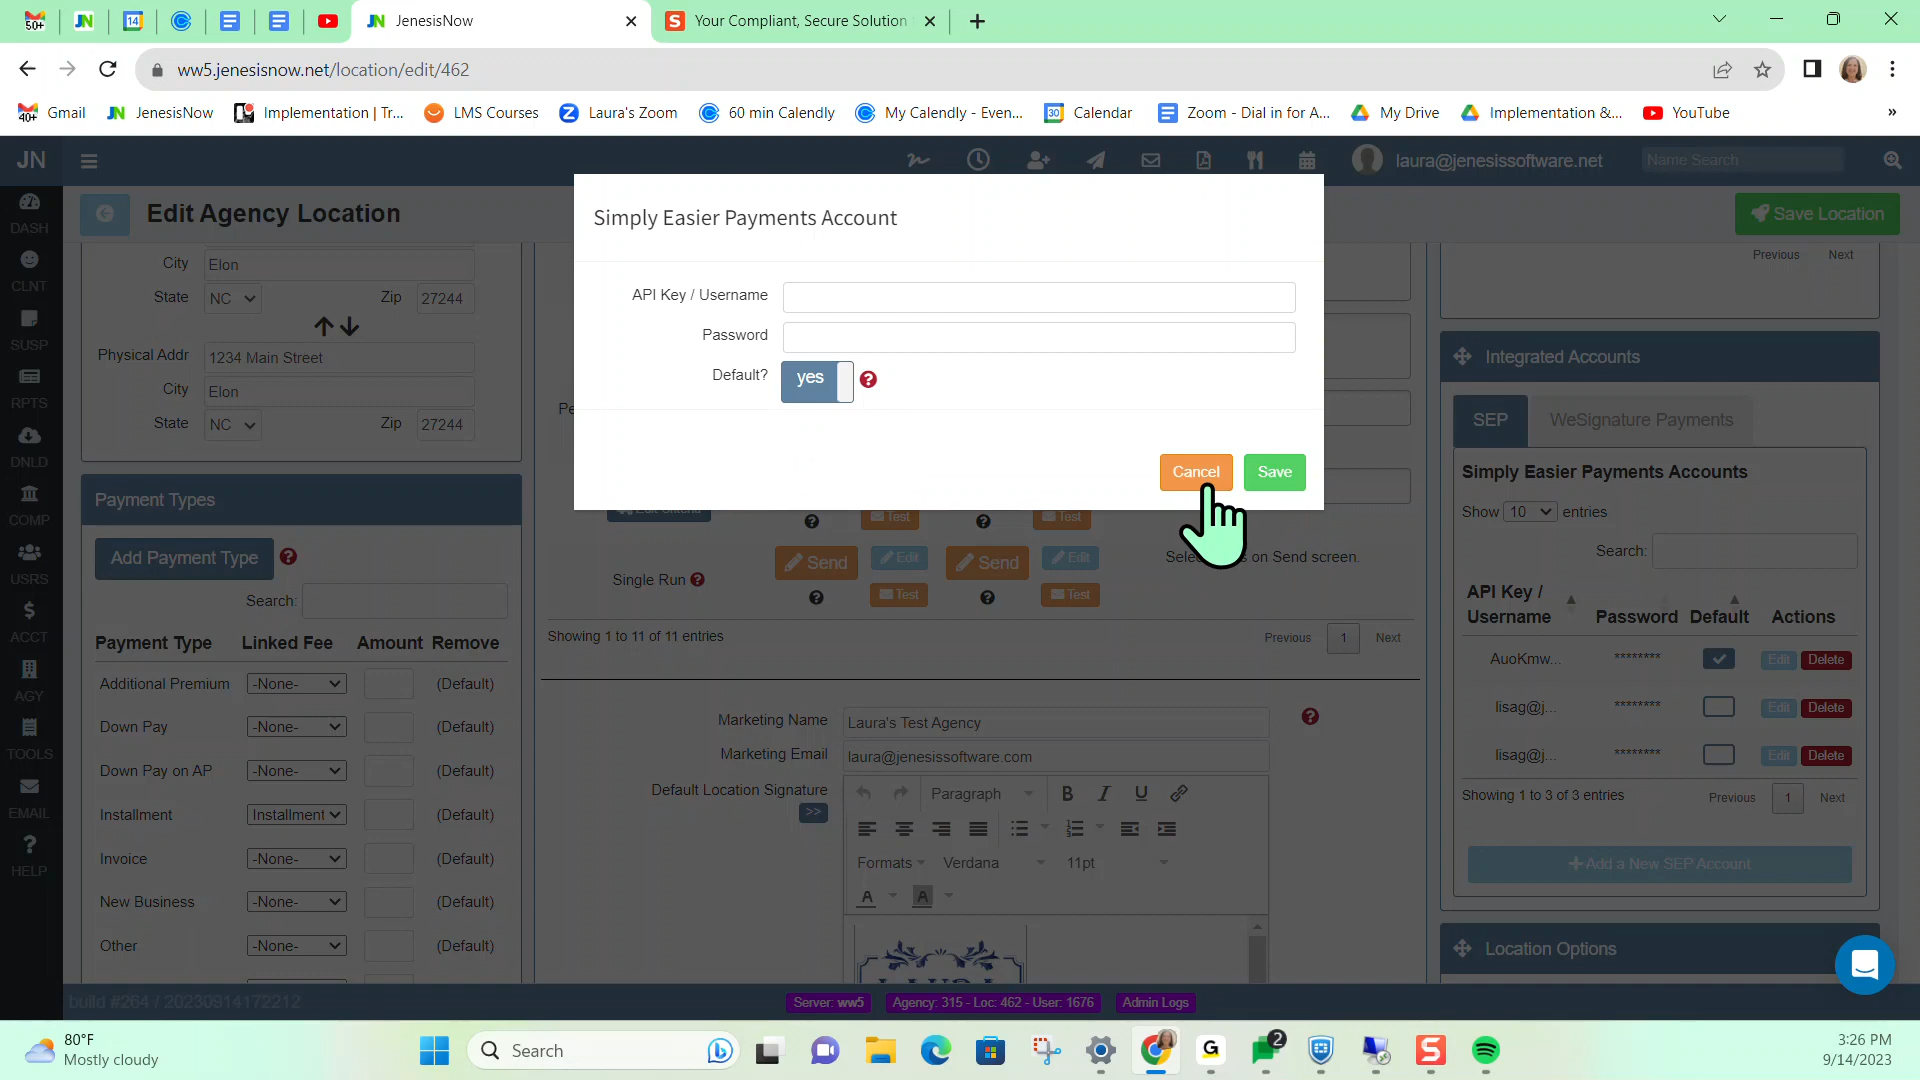 50+
JenesisNow
Your Compliant, Secure Solution
ww5.jenesisnow.net/location/edit/462
40+ Gmail
JenesisNow
Implementation | Tr...
LMS Courses
Laura's Zoom
60 min Calendly
My Calendly - Even...
Calendar
Zoom - Dial in for A...
My Drive
Implementation &...
YouTube
»
JN
laura@jenesissoftware.net
Name Search
DASH
CLNT
SUSP
RPTS
DNLD
COMP
USRS
ACCT
AGY
TOOLS
EMAIL
HELP
Edit Agency Location
Save Location
City Elon
State NC Zip 27244
Physical Addr 1234 Main Street
City Elon
State NC Zip 27244
Payment Types
Add Payment Type
Search:
Payment Type Linked Fee Amount Remove
Additional Premium -None- (Default)
Down Pay -None- (Default)
Down Pay on AP -None- (Default)
Installment Installment (Default)
Invoice -None- (Default)
New Business -None- (Default)
Other -None- (Default)
Simply Easier Payments Account
API Key / Username
Password
Default? yes
Cancel Save
Test Test
Send Edit Send Edit
Single Run
Test Test
on Send screen.
Showing 1 to 11 of 11 entries
Previous 1 Next
Marketing Name Laura's Test Agency
Marketing Email laura@jenesissoftware.com
Default Location Signature
>>
Paragraph
Formats Verdana 11pt
Previous Next
Integrated Accounts
SEP WeSignature Payments
Simply Easier Payments Accounts
Show 10 entries
Search:
API Key / Username Password Default Actions
AuoKmw... ******** Edit Delete
lisag@j... ******** Edit Delete
lisag@j... ******** Edit Delete
Showing 1 to 3 of 3 entries
Previous 1 Next
+Add a New SEP Account
Location Options
build #264 / 20230914172212
Server: ww5
Agency: 315 - Loc: 462 - User: 1676
Admin Logs
80°F
Mostly cloudy
Search
2
3:26 PM
9/14/2023